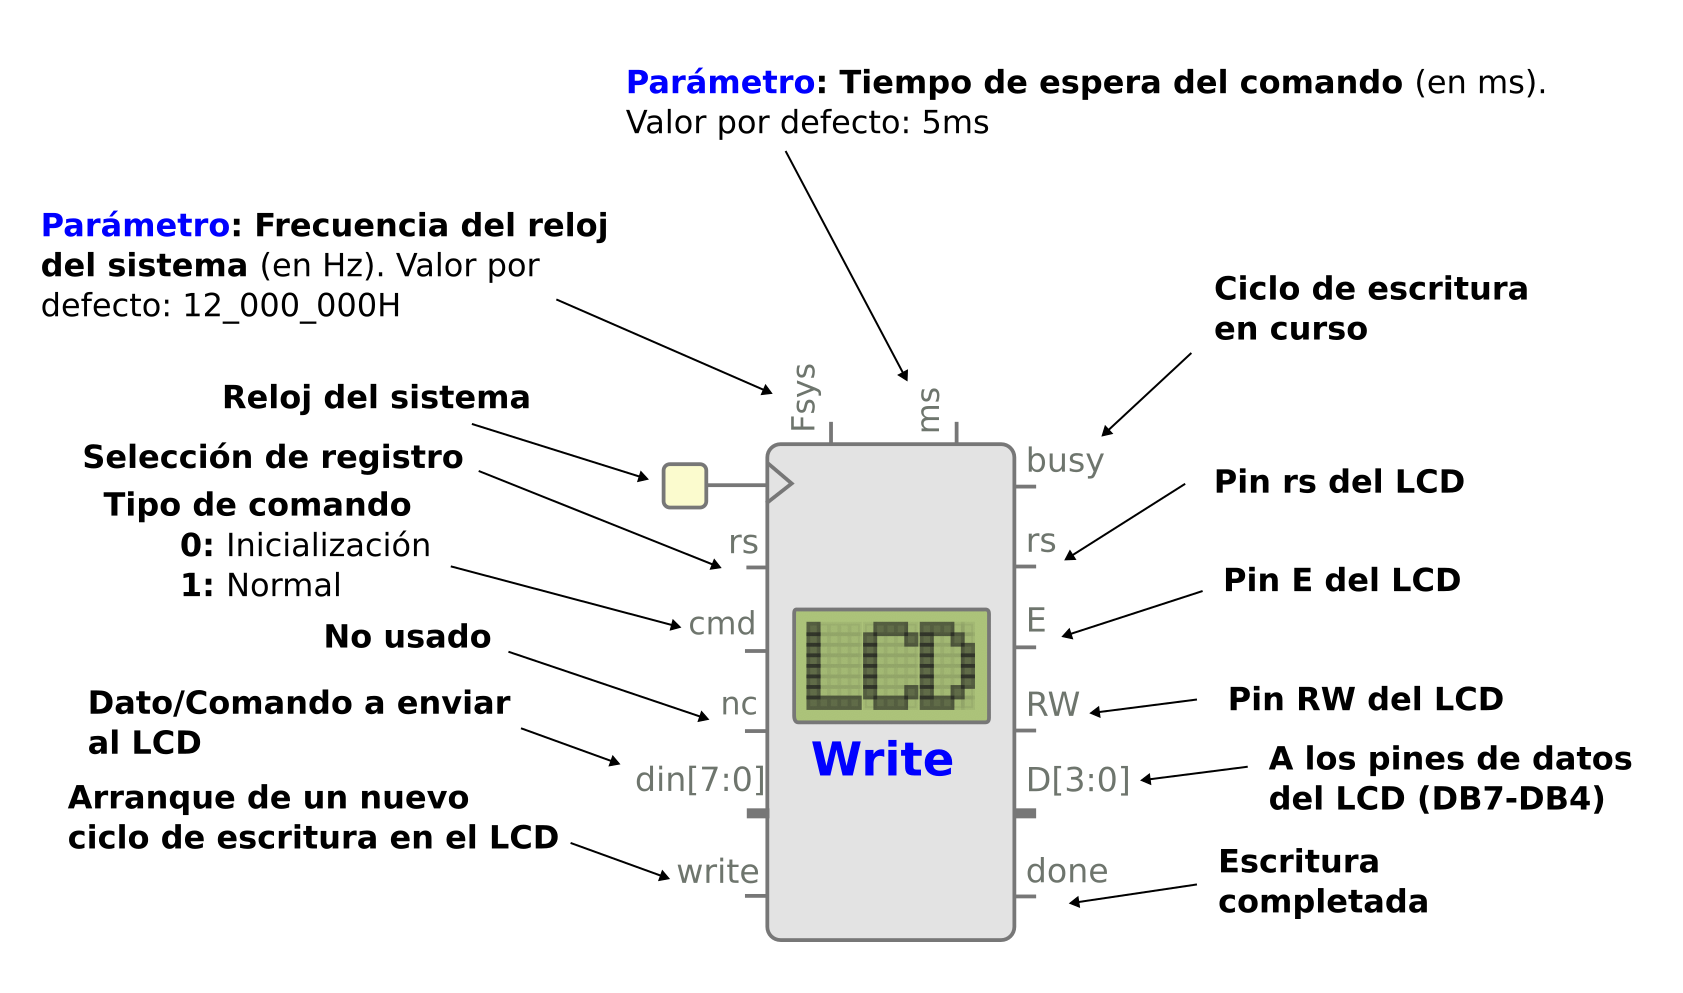 Parámetro: Tiempo de espera del comando (en ms).
Valor por defecto: 5ms
Parámetro: Frecuencia del reloj
del sistema (en Hz). Valor por
defecto: 12_000_000H
Reloj del sistema
Selección de registro
Tipo de comando
0: Inicialización
1: Normal
No usado
Dato/Comando a enviar
al LCD
Arranque de un nuevo
ciclo de escritura en el LCD
Fsys
ms
rs
cmd
nc
din[7:0]
write
LCD
Write
busy
rs
E
RW
D[3:0]
done
Ciclo de escritura
en curso
Pin rs del LCD
Pin E del LCD
Pin RW del LCD
A los pines de datos
del LCD (DB7-DB4)
Escritura
completada